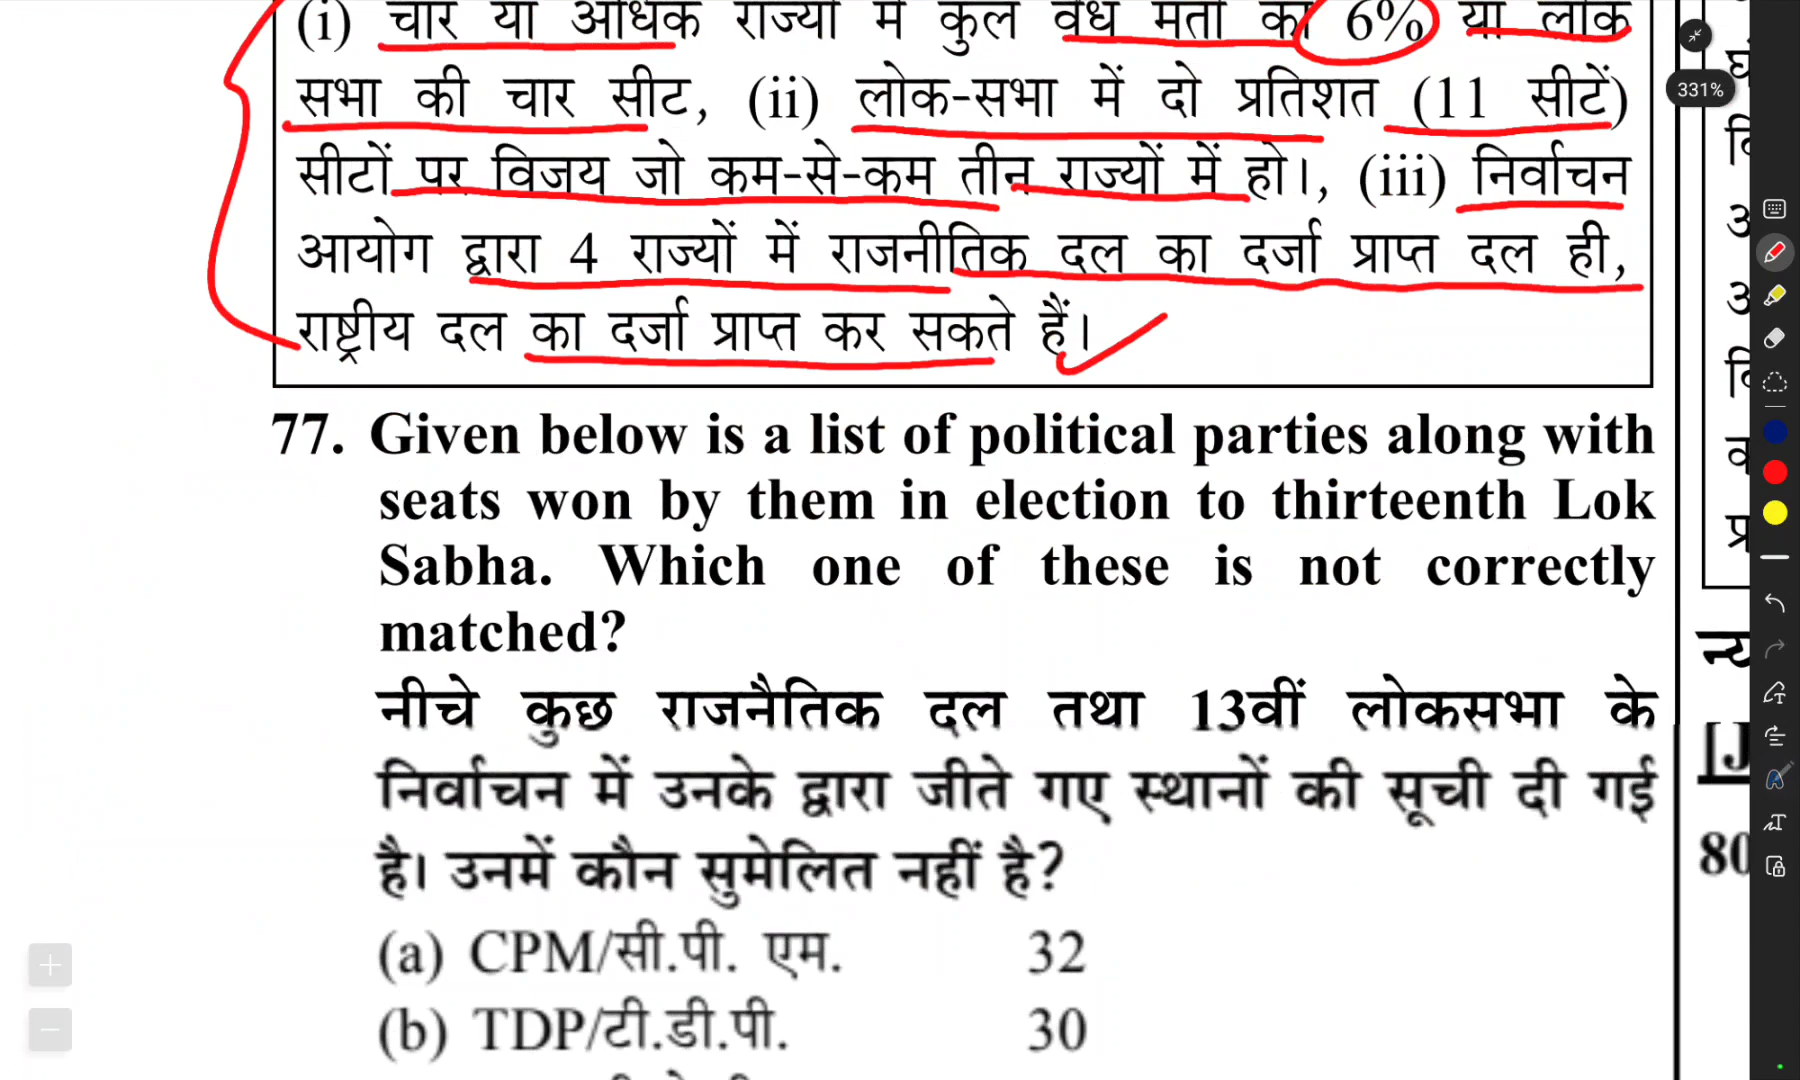 (i) चार या अधिक राज्यों में कुल वैध मतों का 6% या लोक
सभा की चार सीट, (ii) लोक-सभा में दो प्रतिशत (11 सीटें)
सीटों पर विजय जो कम-से-कम तीन राज्यों में हो।, (iii) निर्वाचन
आयोग द्वारा 4 राज्यों में राजनीतिक दल का दर्जा प्राप्त दल ही,
राष्ट्रीय दल का दर्जा प्राप्त कर सकते हैं।
77. Given below is a list of political parties along with
seats won by them in election to thirteenth Lok
Sabha. Which one of these is not correctly
matched?
नीचे कुछ राजनैतिक दल तथा 13वीं लोकसभा के
निर्वाचन में उनके द्वारा जीते गए स्थानों की सूची दी गई
है। उनमें कौन सुमेलित नहीं है?
(a) CPM/सी.पी. एम. 32
(b) TDP/टी.डी.पी. 30
331%
80